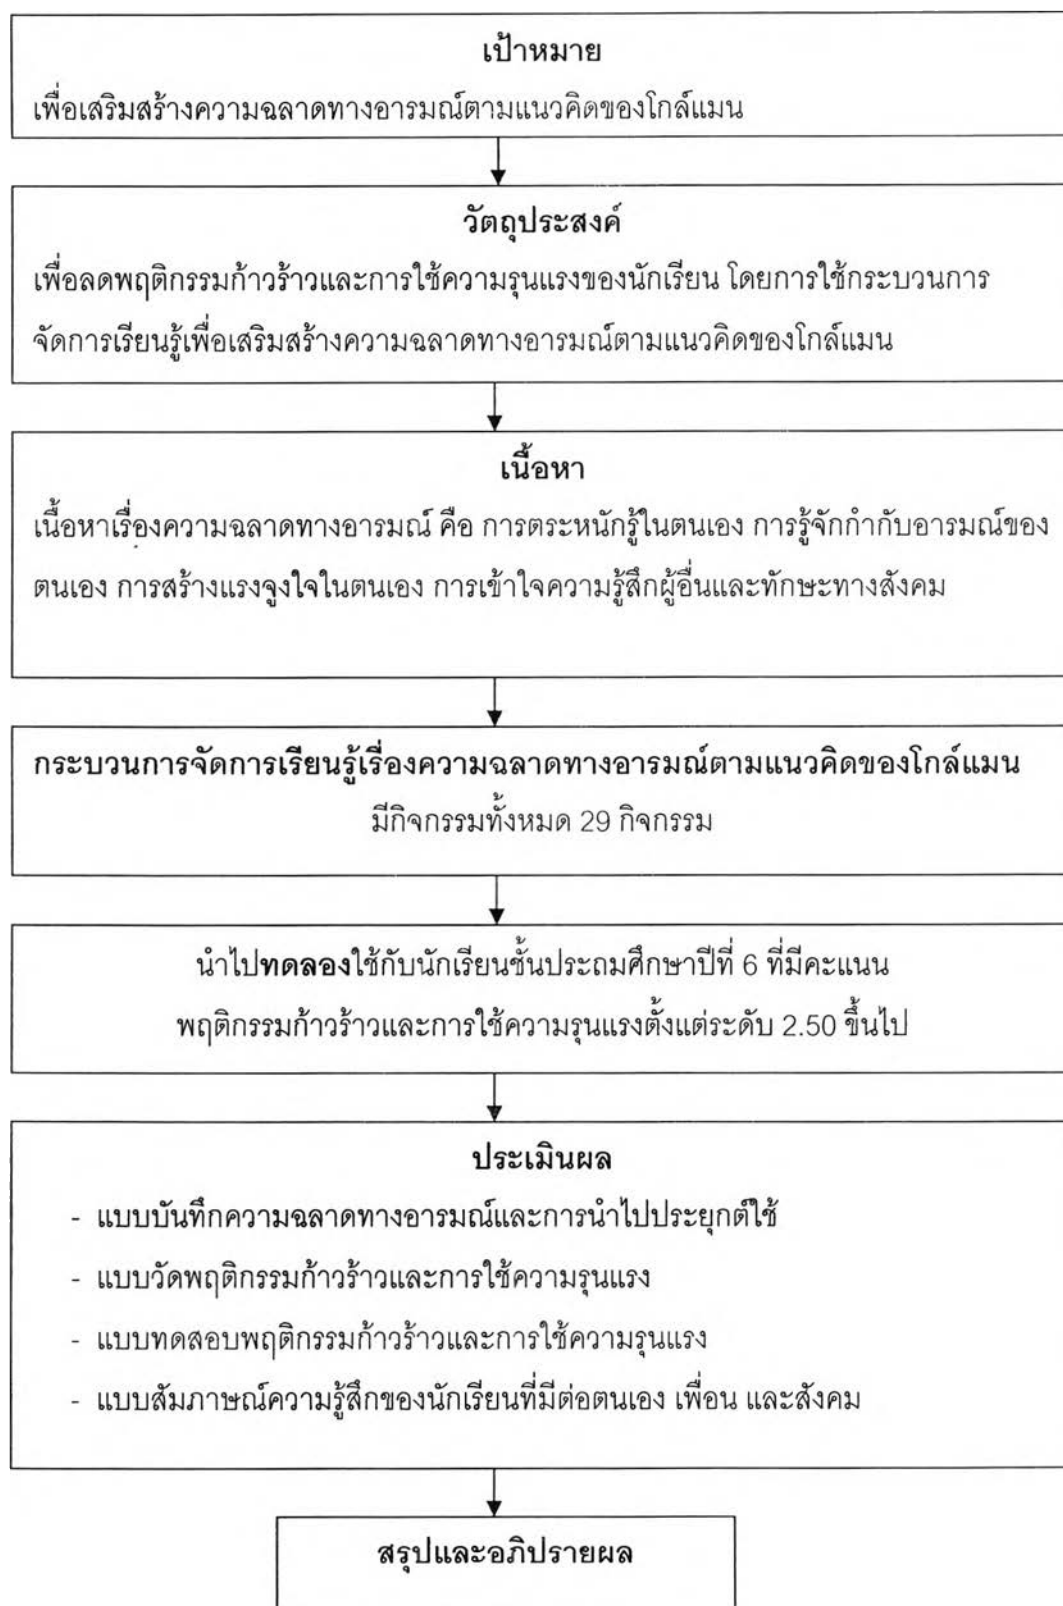 เป้าหมาย
เพื่อเสริมสร้างความฉลาดทางอารมณ์ตามแนวคิดของโกล์แมน
วัตถุประสงค์
เพื่อลดพฤติกรรมก้าวร้าวและการใช้ความรุนแรงของนักเรียน โดยการใช้กระบวนการ
จัดการเรียนรู้เพื่อเสริมสร้างความฉลาดทางอารมณ์ตามแนวคิดของโกล์แมน
เนื้อหา
เนื้อหาเรื่องความฉลาดทางอารมณ์ คือ การตระหนักรู้ในตนเอง การรู้จักกำกับอารมณ์ของ
ตนเอง การสร้างแรงจูงใจในตนเอง การเข้าใจความรู้สึกผู้อื่นและทักษะทางสังคม
กระบวนการจัดการเรียนรู้เรื่องความฉลาดทางอารมณ์ตามแนวคิดของโกล์แมน
มีกิจกรรมทั้งหมด 29 กิจกรรม
นำไปทดลองใช้กับนักเรียนชั้นประถมศึกษาปีที่ 6 ที่มีคะแนน
พฤติกรรมก้าวร้าวและการใช้ความรุนแรงตั้งแต่ระดับ 2.50 ขึ้นไป
ประเมินผล
- แบบบันทึกความฉลาดทางอารมณ์และการนำไปประยุกต์ใช้
- แบบวัดพฤติกรรมก้าวร้าวและการใช้ความรุนแรง
- แบบทดสอบพฤติกรรมก้าวร้าวและการใช้ความรุนแรง
- แบบสัมภาษณ์ความรู้สึกของนักเรียนที่มีต่อตนเอง เพื่อน และสังคม
สรุปและอภิปรายผล